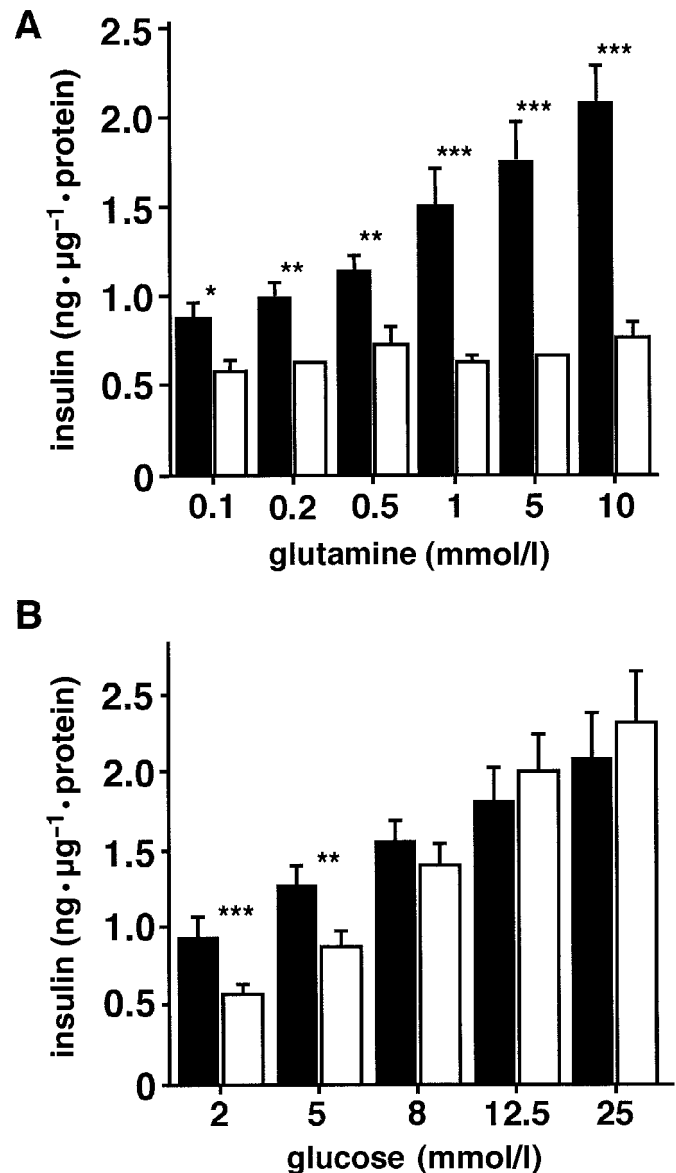 A
insulin (ng·µg⁻¹·protein)
2.5
2.0
1.5
1.0
0.5
0
*
**
**
***
***
***
0.1 0.2 0.5 1 5 10
glutamine (mmol/l)
B
insulin (ng·µg⁻¹·protein)
2.5
2.0
1.5
1.0
0.5
0
***
**
2 5 8 12.5 25
glucose (mmol/l)